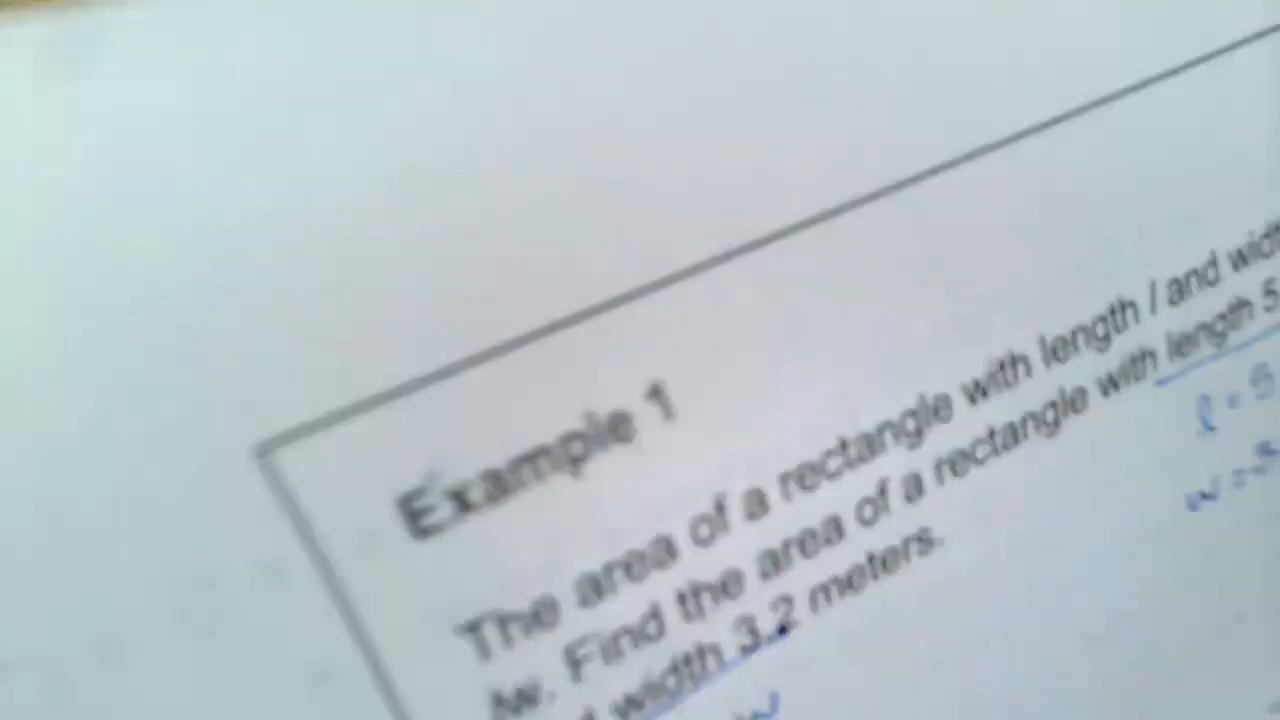 Example 1
The area of a rectangle with length l and
lw. Find the area of a rectangle with length 5
l =
width 3.2 meters.
w =
w